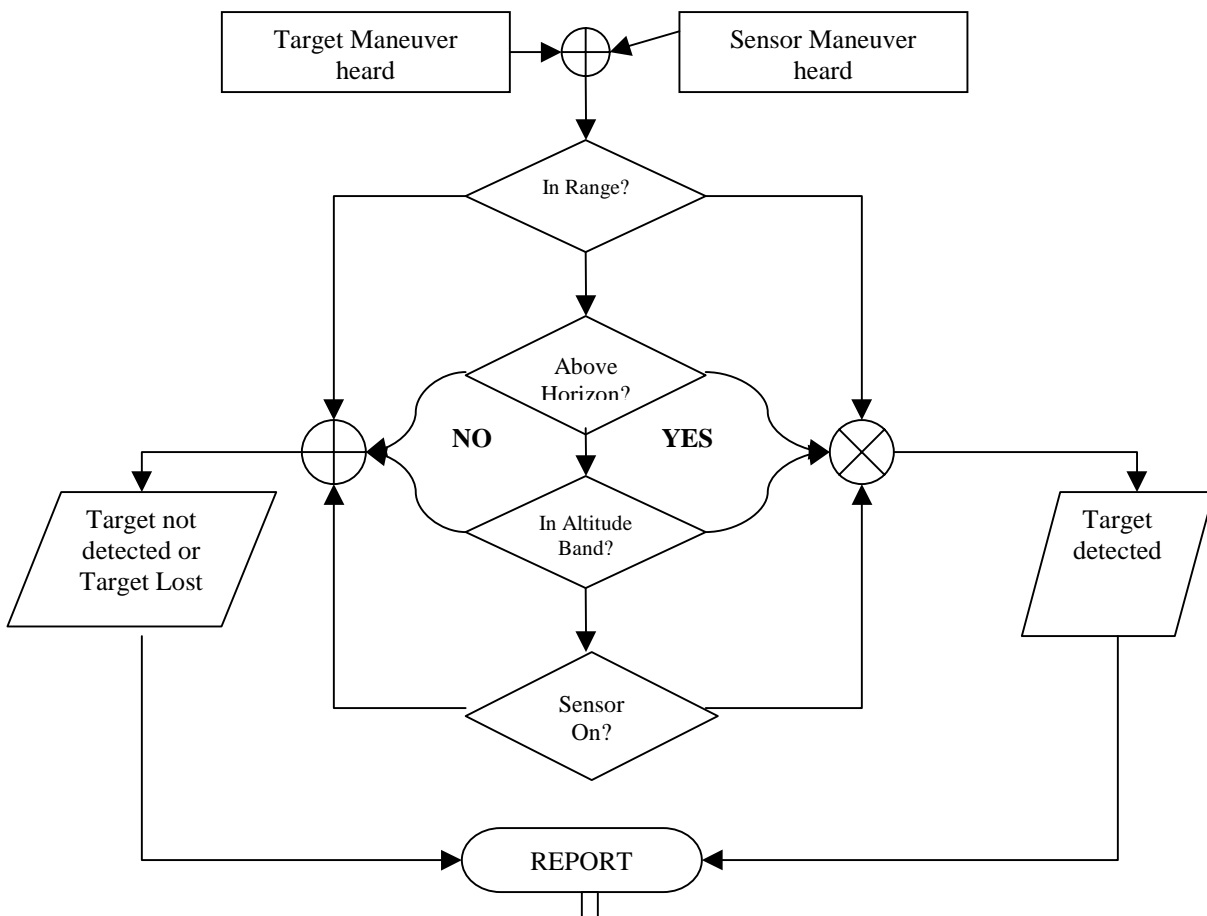 Target Maneuver
heard
Sensor Maneuver
heard
In Range?
Above
Horizon?
NO
YES
In Altitude
Band?
Target not
detected or
Target Lost
Target
detected
Sensor
On?
REPORT